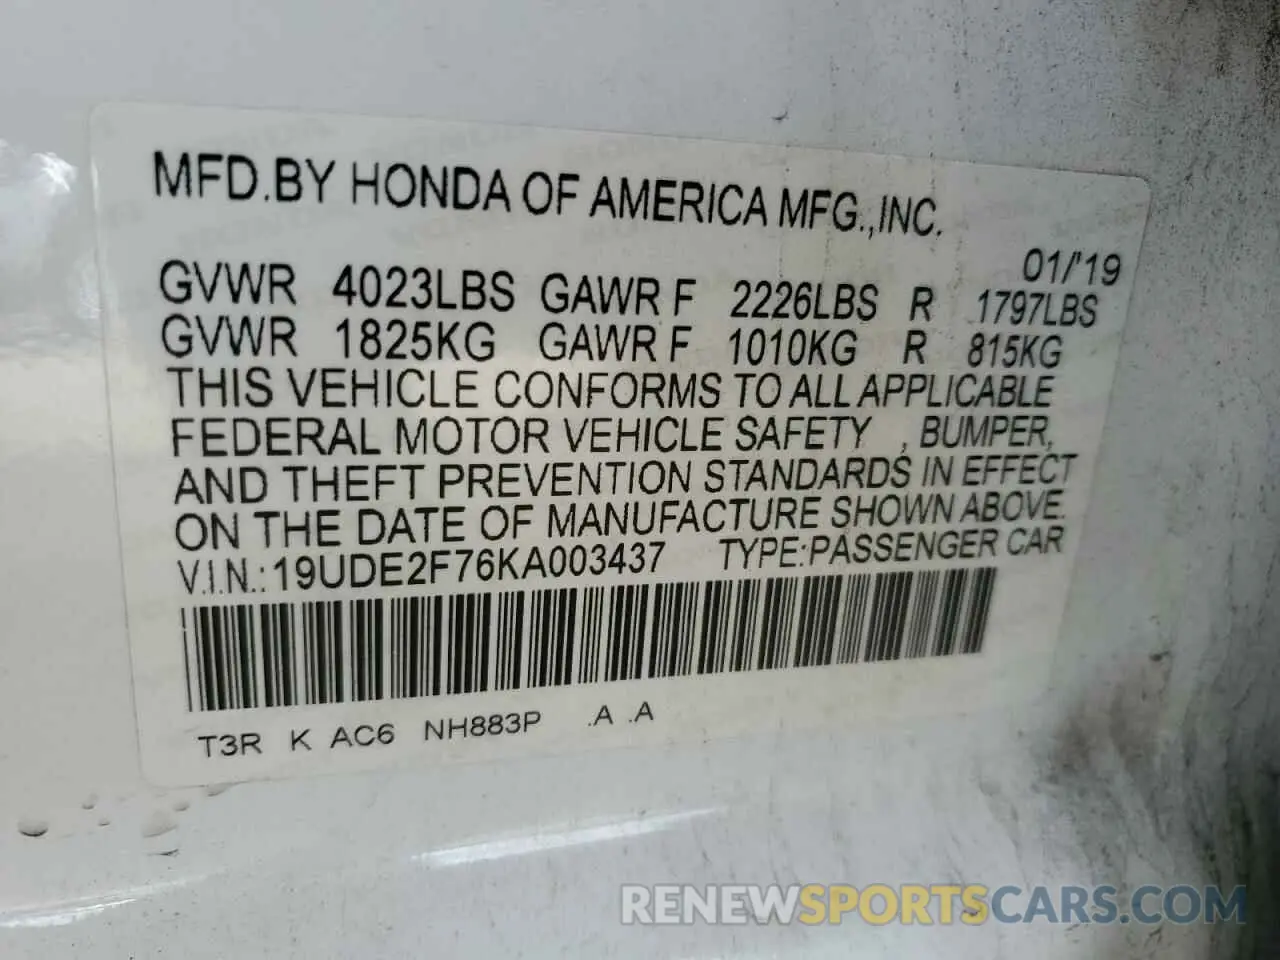 MFD.BY HONDA OF AMERICA MFG.,INC.
01/'19
GVWR 4023LBS GAWR F 2226LBS R 1797LBS
GVWR 1825KG GAWR F 1010KG R 815KG
THIS VEHICLE CONFORMS TO ALL APPLICABLE
FEDERAL MOTOR VEHICLE SAFETY , BUMPER,
AND THEFT PREVENTION STANDARDS IN EFFECT
ON THE DATE OF MANUFACTURE SHOWN ABOVE.
V.I.N.:19UDE2F76KA003437 TYPE:PASSENGER CAR
T3R K AC6 NH883P .A .A
RENEWSPORTSCARS.COM